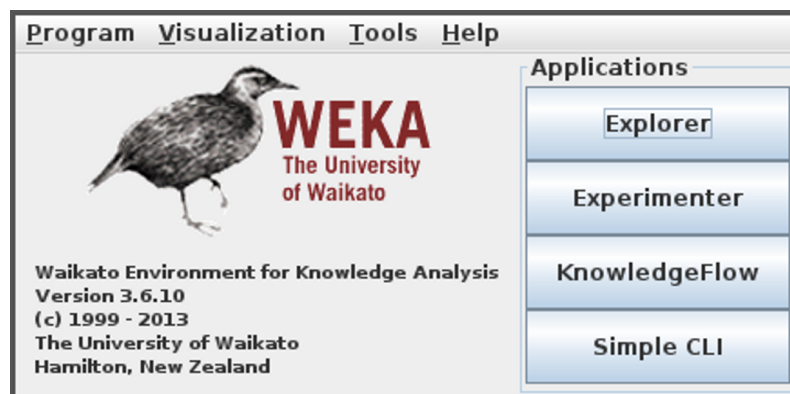 Program Visualization Tools Help
WEKA
The University
of Waikato
Waikato Environment for Knowledge Analysis
Version 3.6.10
(c) 1999 - 2013
The University of Waikato
Hamilton, New Zealand
Applications
Explorer
Experimenter
KnowledgeFlow
Simple CLI